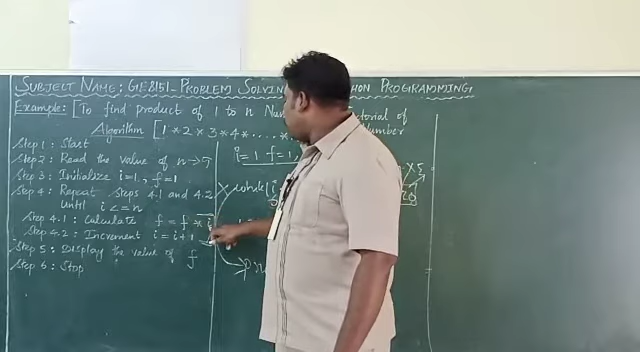 SUBJECT NAME: GE8151-PROBLEM SOLVING PROGRAMMING
Example: [To find product of 1 to n
Number
Algorithm [1*2*3*4*....
Step 1: Start
Step2: Read the value of n→5
Step 3: Initialize i=1, f=1
i=1 f=1
Step 4: Repeat Steps 4.1 and 4.2
Until i<=n
while(i
Step 4.1: Calculate f = f * i
Step 4.2: Increment i = i+1
Step 5: Display the value of f
Step 6: Stop